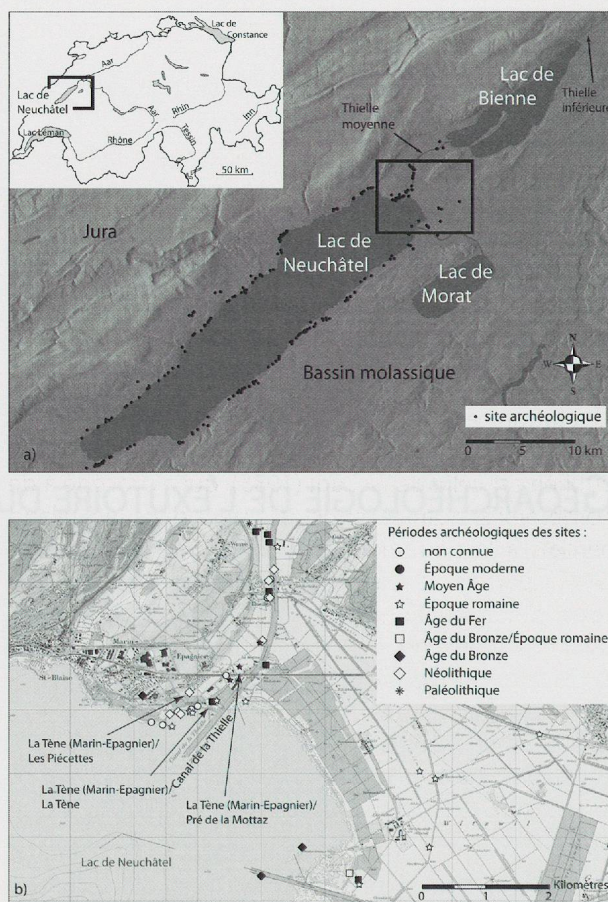 Lac de
Constance
Aar
Lac de
Neuchâtel
Aar
Rhin
Inn
Lac Léman
Rhône
Tessin
50 km
Lac de
Bienne
Thielle
inférieure
Thielle
moyenne
Jura
Lac de
Neuchâtel
Lac de
Morat
Bassin molassique
N
W E
S
• site archéologique
0 5 10 km
a)
Périodes archéologiques des sites :
non connue
Époque moderne
Moyen Âge
Époque romaine
Âge du Fer
Âge du Bronze/Époque romaine
Âge du Bronze
Néolithique
Paléolithique
Marin
Epagnier
St-Blaise
La Tène (Marin-Epagnier)/
Les Piécettes
Canal de la Thielle
La Tène (Marin-Epagnier)/
La Tène
La Tène (Marin-Epagnier)/
Pré de la Mottaz
Witzwil
Lac de Neuchâtel
Kilomètres
0 1 2
b)